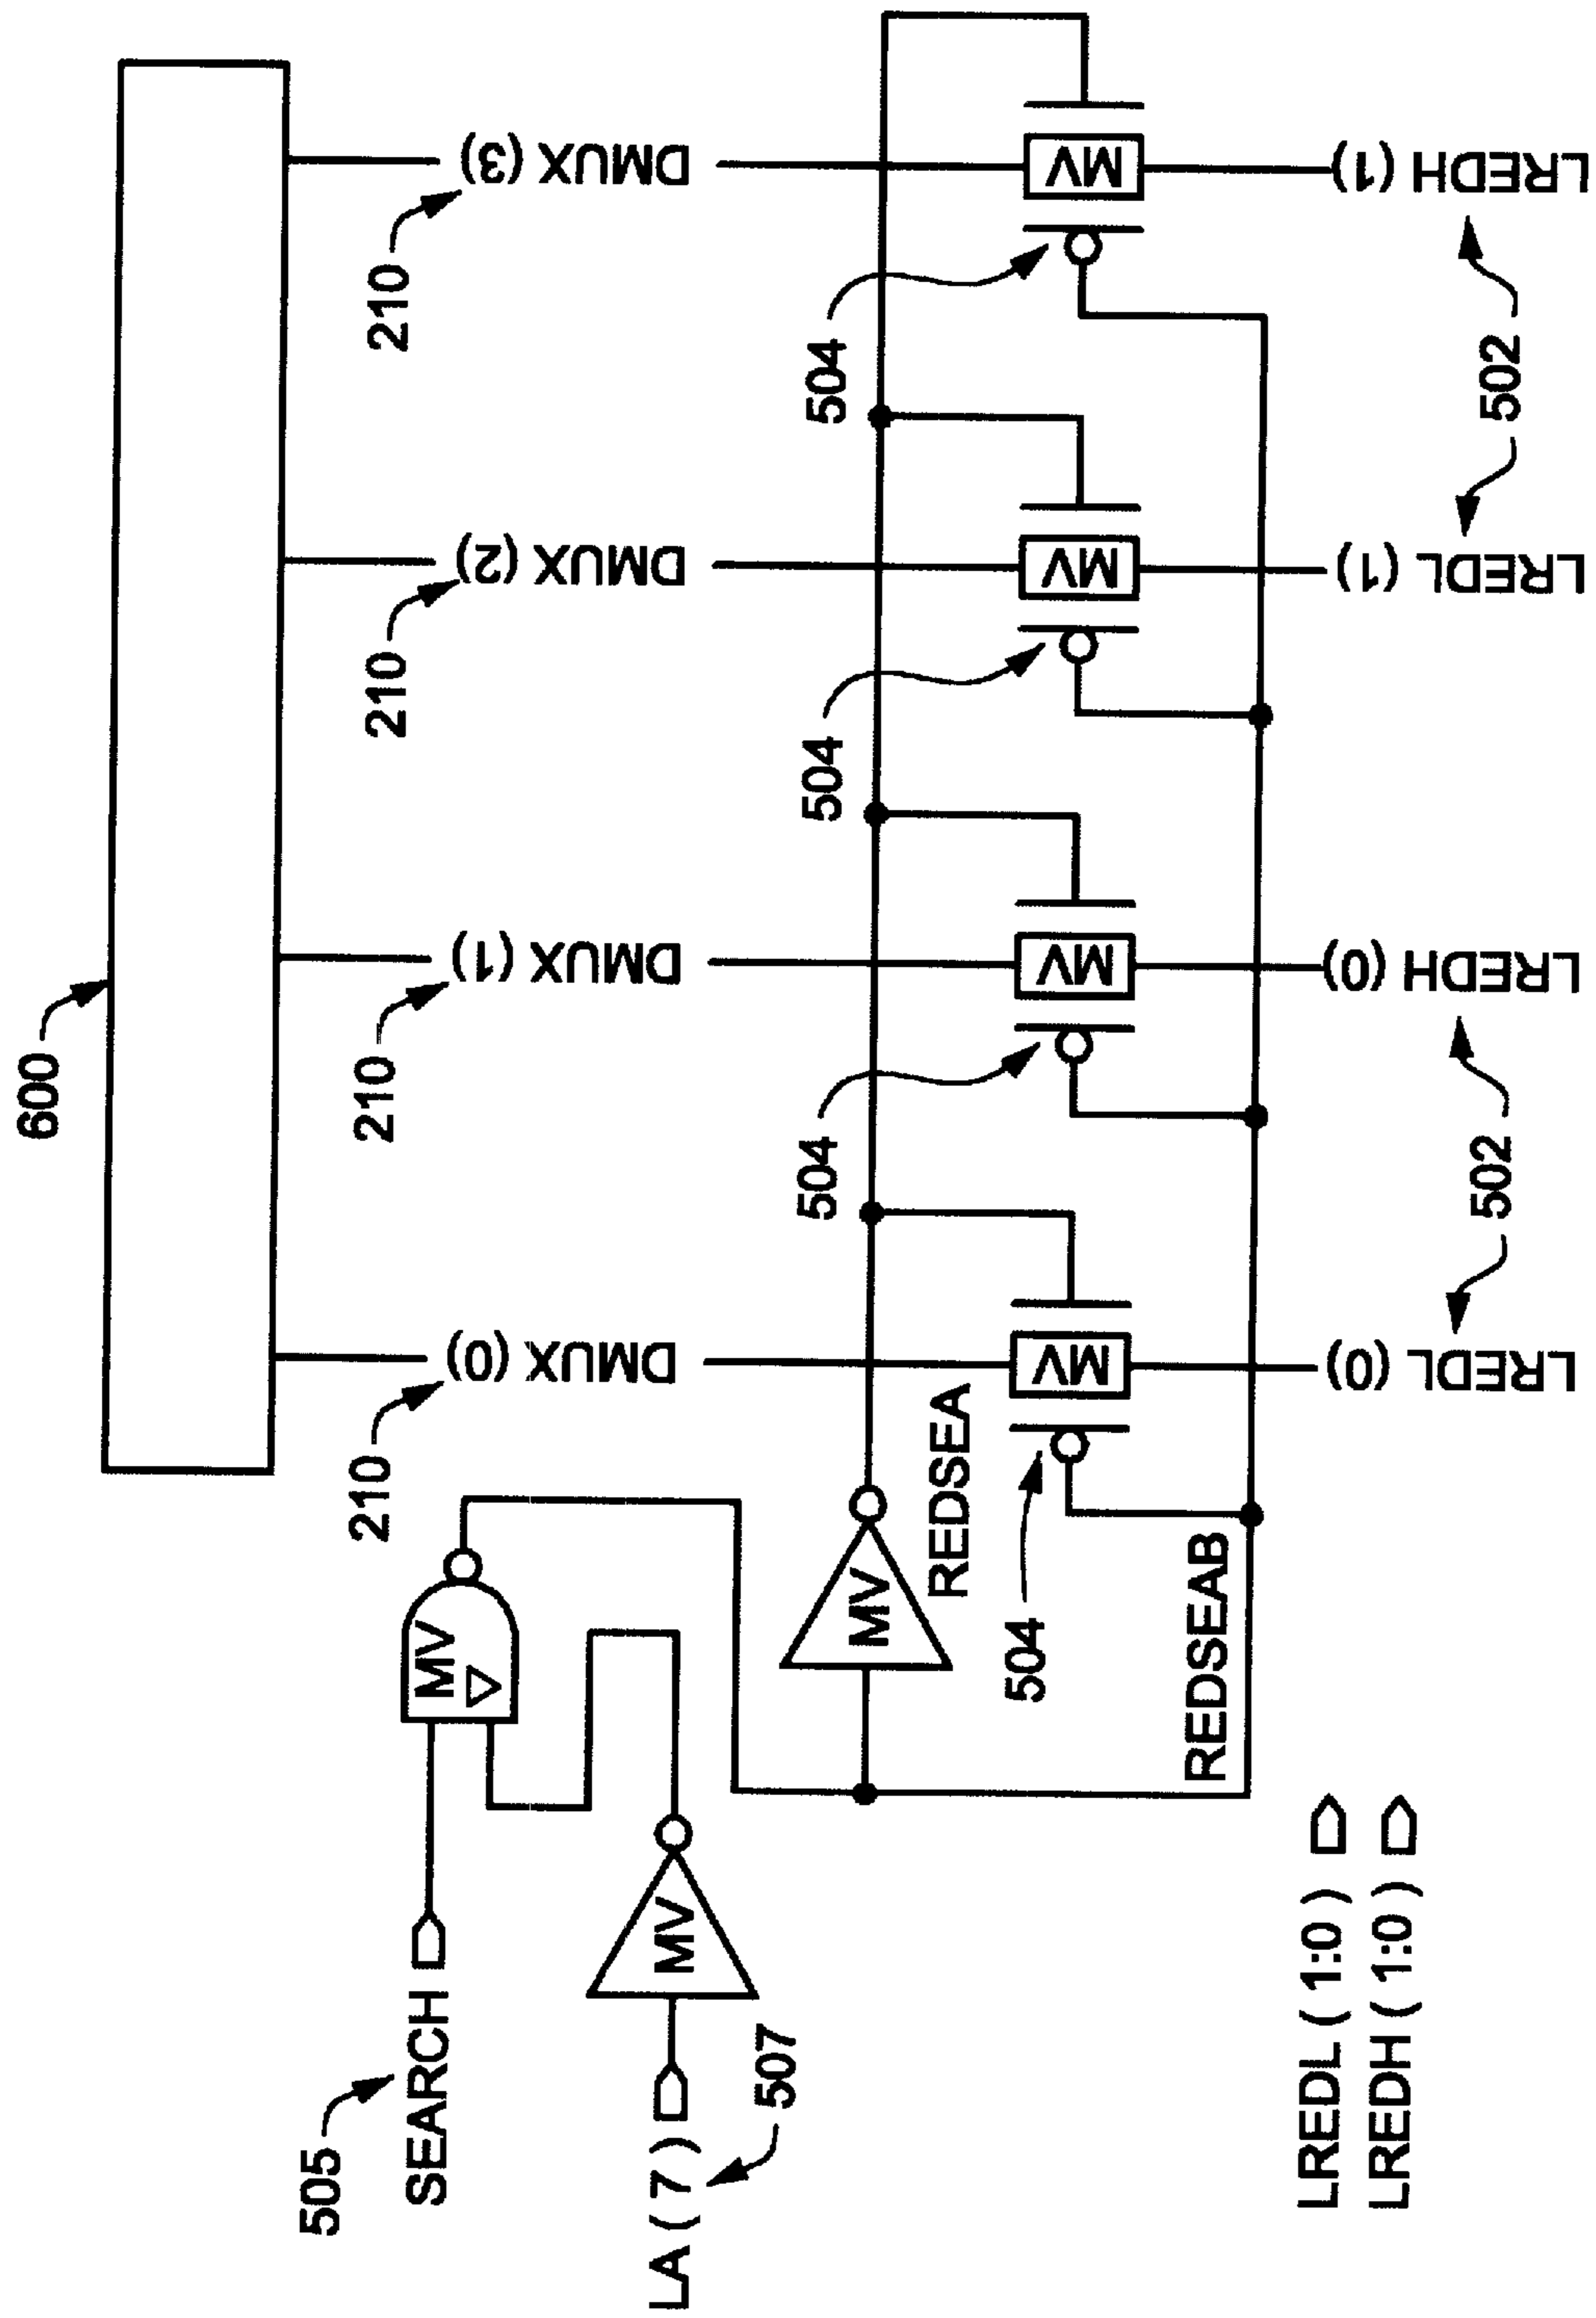 600
210
DMUX (0)
210
DMUX (1)
210
DMUX (2)
210
DMUX (3)
505
SEARCH
MV
LA ( 7 )
507
MV
MV
REDSEA
504
MV
504
MV
504
MV
504
MV
REDSEAB
LREDL (0)
502
LREDH (0)
LREDL (1)
502
LREDH (1)
LREDL ( 1:0 )
LREDH ( 1:0 )